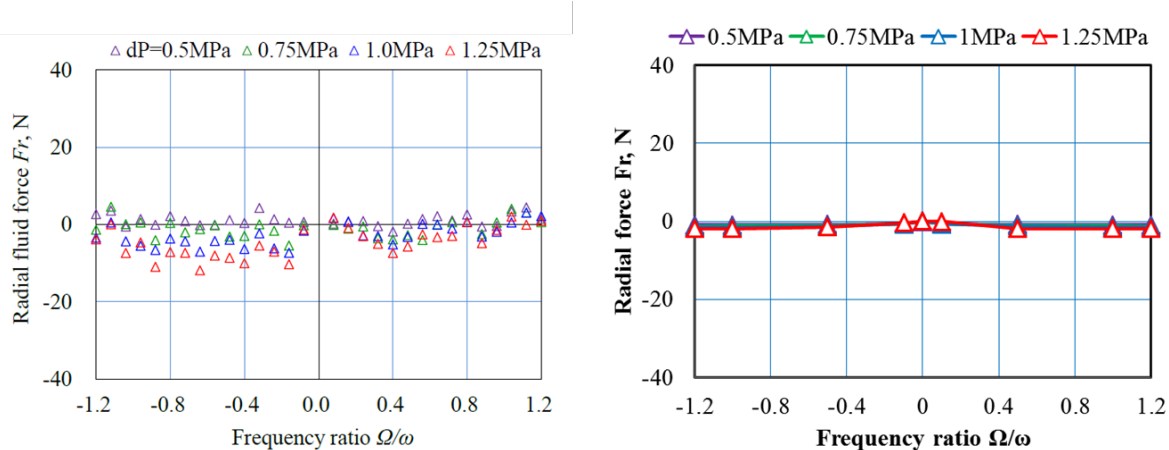 dP=0.5MPa 0.75MPa 1.0MPa 1.25MPa
40
20
0
-20
-40
Radial fluid force Fr, N
-1.2 -0.8 -0.4 0.0 0.4 0.8 1.2
Frequency ratio Ω/ω
0.5MPa 0.75MPa 1MPa 1.25MPa
40
20
0
-20
-40
Radial force Fr, N
-1.2 -0.8 -0.4 0 0.4 0.8 1.2
Frequency ratio Ω/ω